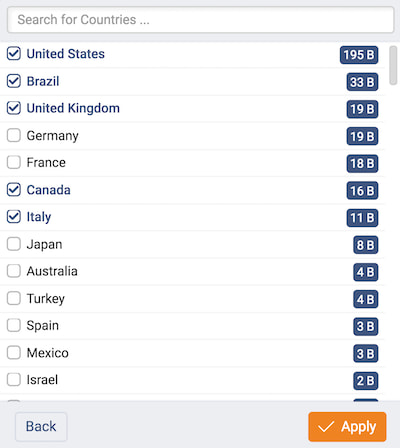 Search for Countries ...
United States 195 B
Brazil 33 B
United Kingdom 19 B
Germany 19 B
France 18 B
Canada 16 B
Italy 11 B
Japan 8 B
Australia 4 B
Turkey 4 B
Spain 3 B
Mexico 3 B
Israel 2 B
Back Apply